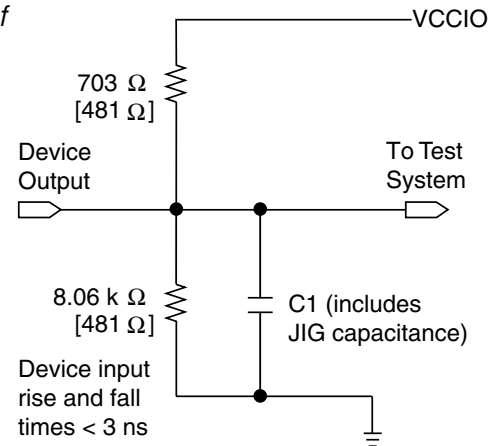 f
VCCIO
703 Ω
[481 Ω]
Device
Output
To Test
System
8.06 k Ω
[481 Ω]
C1 (includes
JIG capacitance)
Device input
rise and fall
times < 3 ns